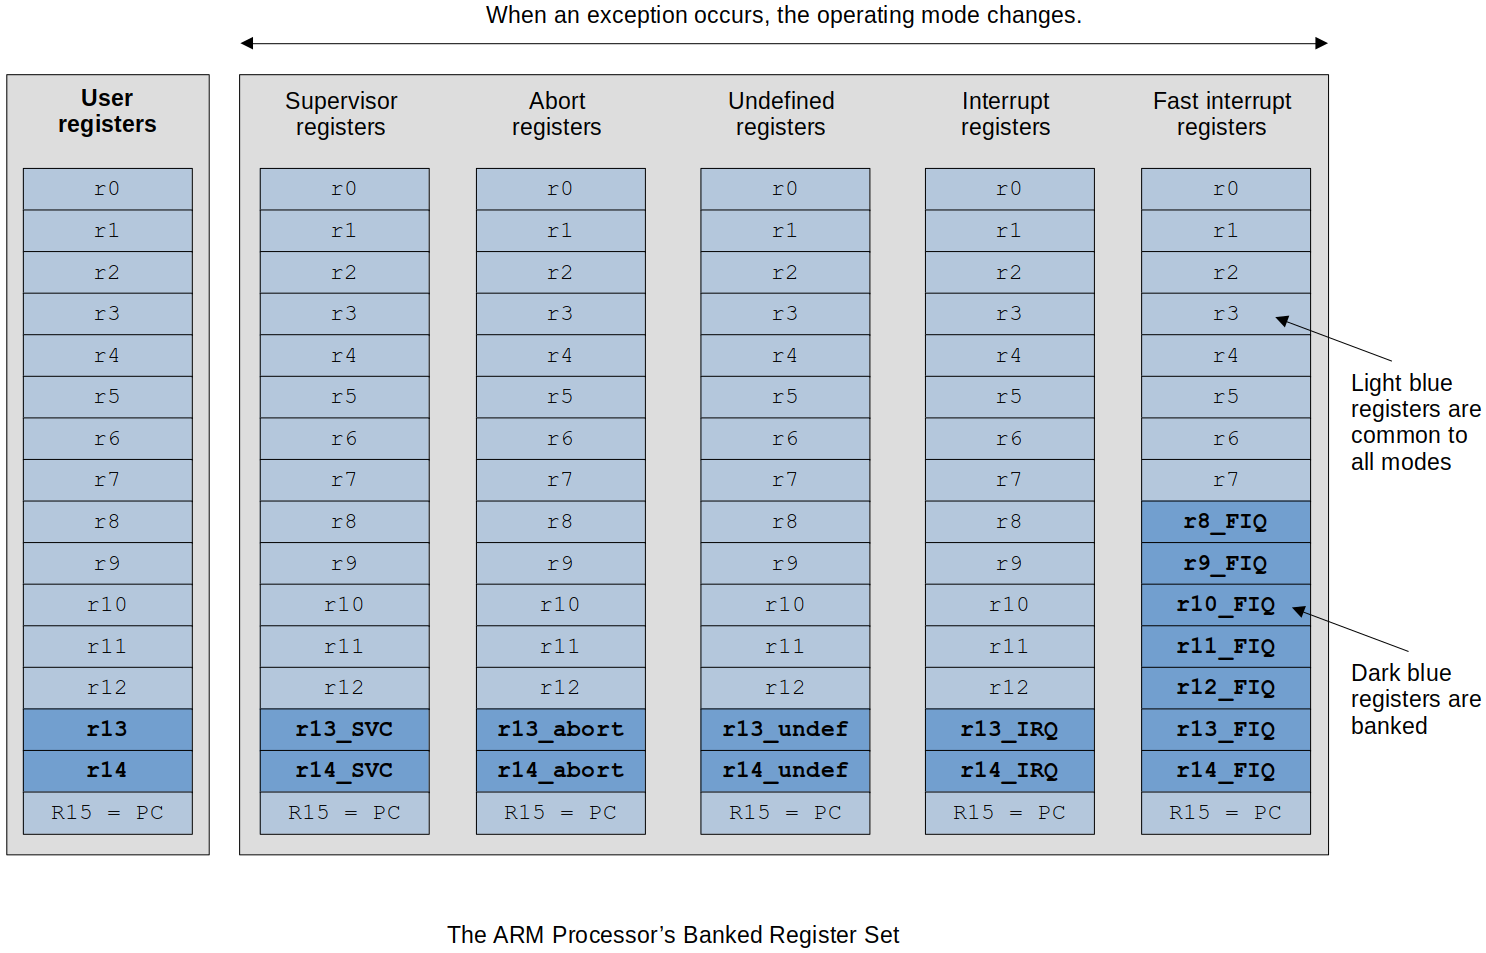 When an exception occurs, the operating mode changes.
User
registers
r0
r1
r2
r3
r4
r5
r6
r7
r8
r9
r10
r11
r12
r13
r14
R15 = PC
Supervisor
registers
r0
r1
r2
r3
r4
r5
r6
r7
r8
r9
r10
r11
r12
r13_SVC
r14_SVC
R15 = PC
Abort
registers
r0
r1
r2
r3
r4
r5
r6
r7
r8
r9
r10
r11
r12
r13_abort
r14_abort
R15 = PC
Undefined
registers
r0
r1
r2
r3
r4
r5
r6
r7
r8
r9
r10
r11
r12
r13_undef
r14_undef
R15 = PC
Interrupt
registers
r0
r1
r2
r3
r4
r5
r6
r7
r8
r9
r10
r11
r12
r13_IRQ
r14_IRQ
R15 = PC
Fast interrupt
registers
r0
r1
r2
r3
r4
r5
r6
r7
r8_FIQ
r9_FIQ
r10_FIQ
r11_FIQ
r12_FIQ
r13_FIQ
r14_FIQ
R15 = PC
Light blue
registers are
common to
all modes
Dark blue
registers are
banked
The ARM Processor’s Banked Register Set